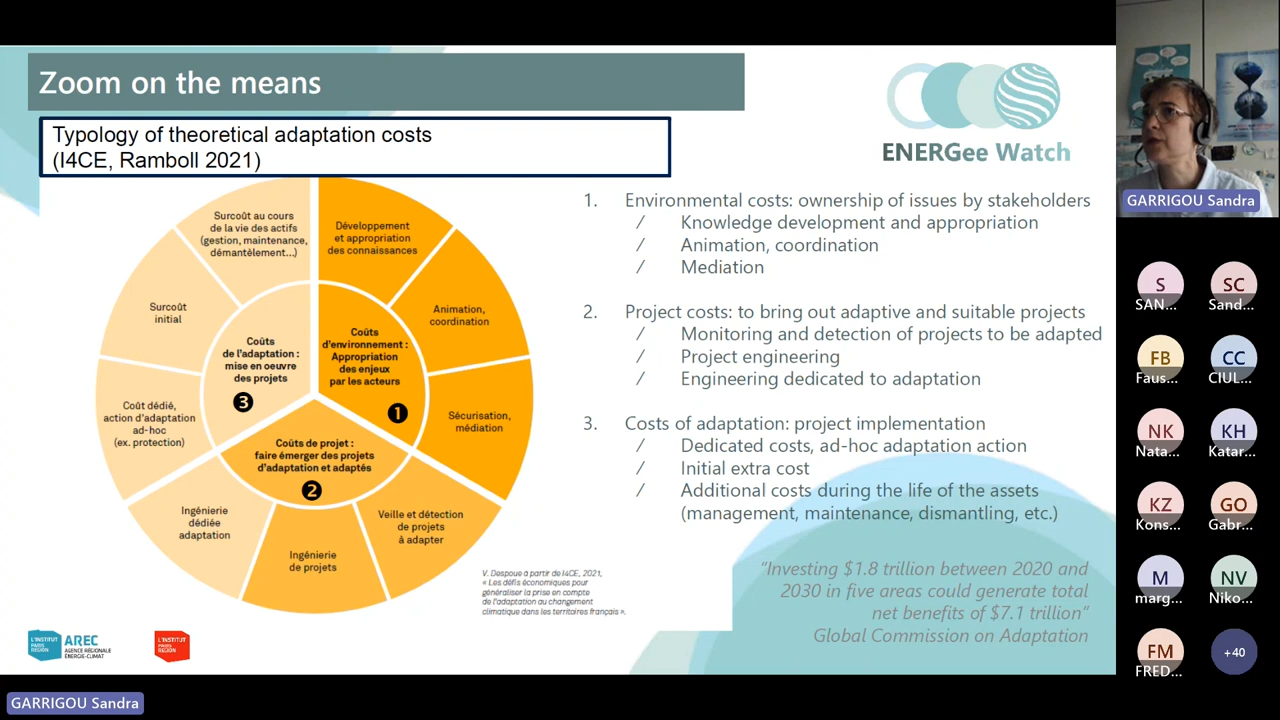 Zoom on the means
Typology of theoretical adaptation costs
(I4CE, Ramboll 2021)
ENERGee Watch
Surcoût au cours
de la vie des actifs
(gestion, maintenance,
démantèlement...)
Développement
et appropriation
des connaissances
Surcoût
initial
Animation,
coordination
Coûts
de l'adaptation :
mise en oeuvre
des projets
❸
Coûts
d'environnement :
Appropriation
des enjeux
par les acteurs
❶
Coût dédié,
action d'adaptation
ad-hoc
(ex. protection)
Sécurisation,
médiation
Coûts de projet :
faire émerger des projets
d'adaptation et adaptés
❷
Ingénierie
dédiée
adaptation
Ingénierie
de projets
Veille et détection
de projets
à adapter
V. Despoue à partir de I4CE, 2021,
« Les défis économiques pour
généraliser la prise en compte
de l'adaptation au changement
climatique dans les territoires français ».
1. Environmental costs: ownership of issues by stakeholders
/ Knowledge development and appropriation
/ Animation, coordination
/ Mediation
2. Project costs: to bring out adaptive and suitable projects
/ Monitoring and detection of projects to be adapted
/ Project engineering
/ Engineering dedicated to adaptation
3. Costs of adaptation: project implementation
/ Dedicated costs, ad-hoc adaptation action
/ Initial extra cost
/ Additional costs during the life of the assets
(management, maintenance, dismantling, etc.)
"Investing $1.8 trillion between 2020 and
2030 in five areas could generate total
net benefits of $7.1 trillion"
Global Commission on Adaptation
L'INSTITUT
PARIS
REGION
AREC
AGENCE RÉGIONALE
ÉNERGIE-CLIMAT
L'INSTITUT
PARIS
REGION
GARRIGOU Sandra
GARRIGOU Sandra
S
SAN...
SC
Sand...
FB
Faus...
CC
CIUL...
NK
Nata...
KH
Katar...
KZ
Kons...
GO
Gabr...
M
marg...
NV
Niko...
FM
FRED...
+40